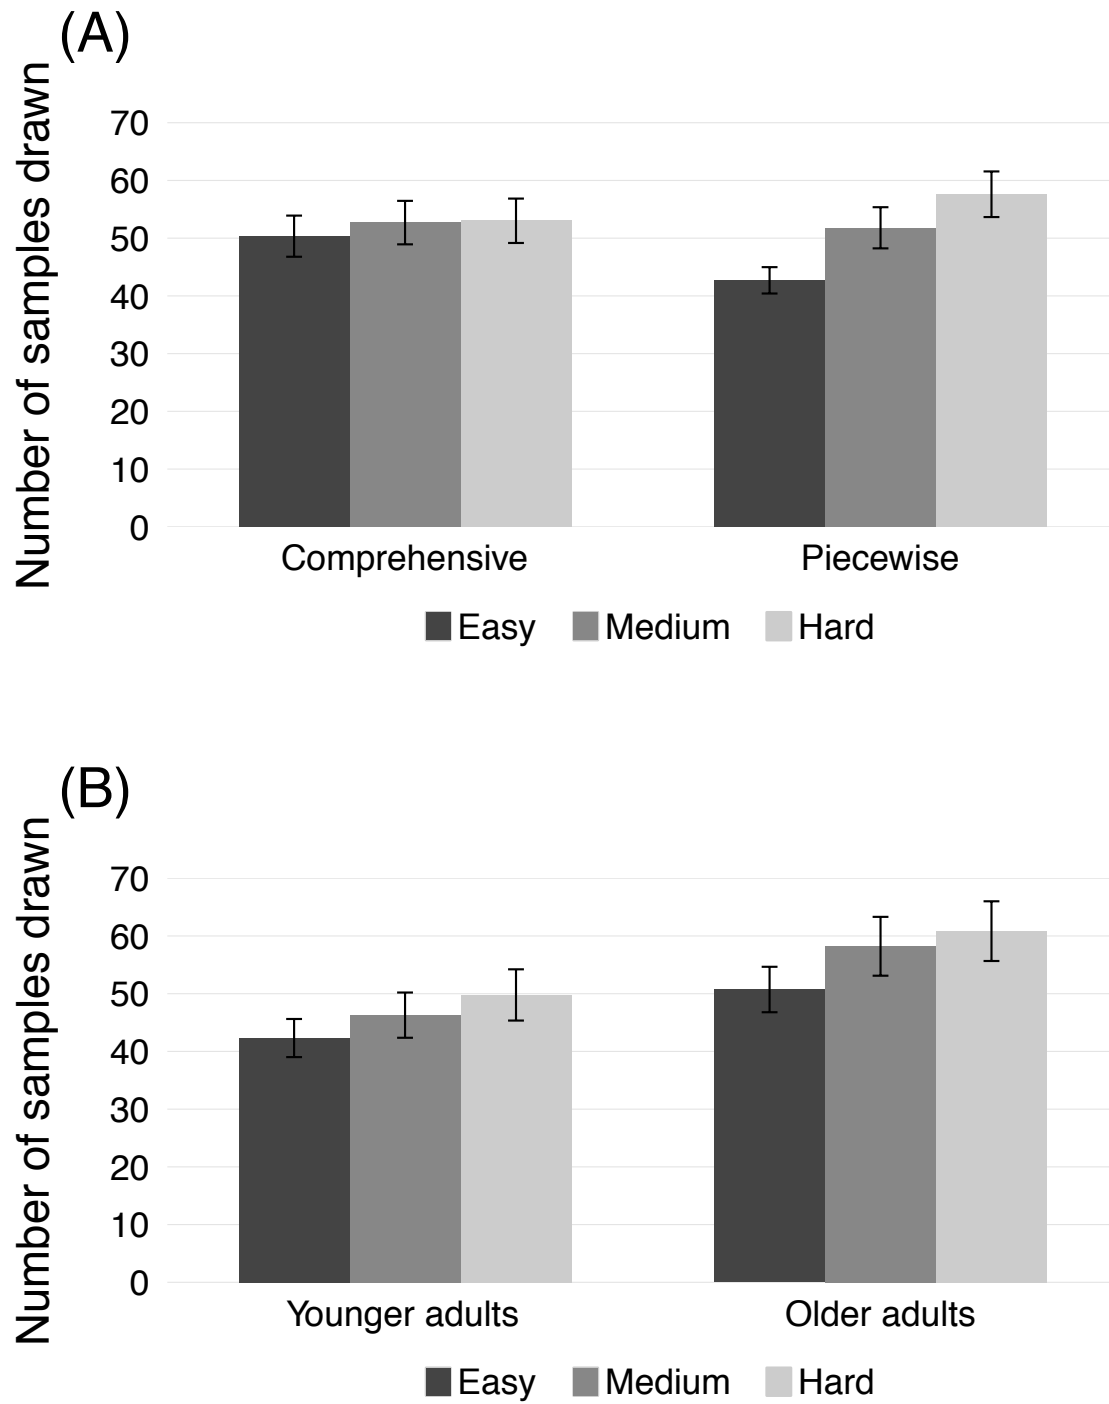 (A)
Number of samples drawn
70
60
50
40
30
20
10
0
Comprehensive Piecewise
Easy Medium Hard
(B)
Number of samples drawn
70
60
50
40
30
20
10
0
Younger adults Older adults
Easy Medium Hard